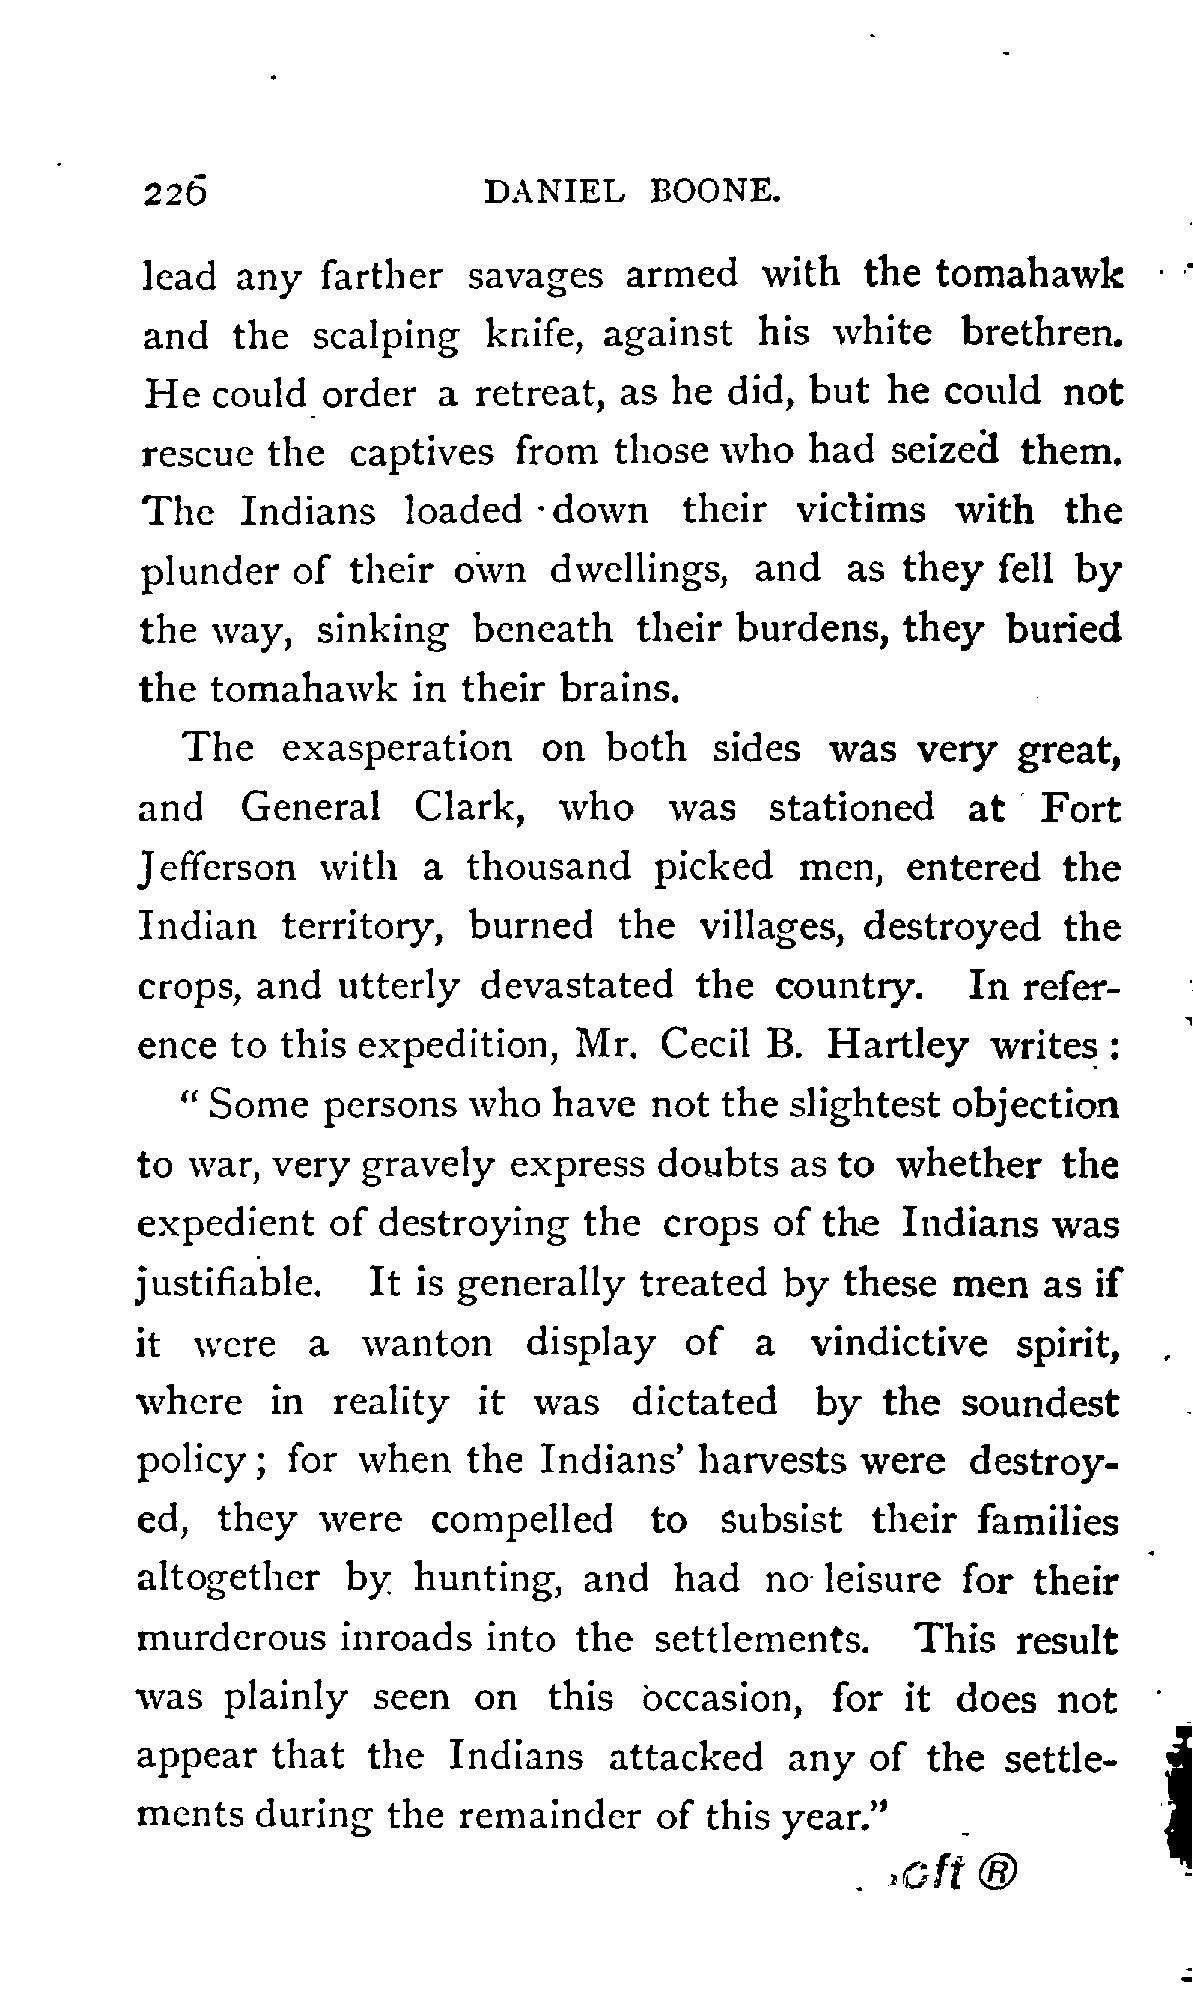 226 DANIEL BOONE.
lead any farther savages armed with the tomahawk
and the scalping knife, against his white brethren.
He could order a retreat, as he did, but he could not
rescue the captives from those who had seized them.
The Indians loaded down their victims with the
plunder of their own dwellings, and as they fell by
the way, sinking beneath their burdens, they buried
the tomahawk in their brains.
The exasperation on both sides was very great,
and General Clark, who was stationed at Fort
Jefferson with a thousand picked men, entered the
Indian territory, burned the villages, destroyed the
crops, and utterly devastated the country. In refer-
ence to this expedition, Mr. Cecil B. Hartley writes :
" Some persons who have not the slightest objection
to war, very gravely express doubts as to whether the
expedient of destroying the crops of the Indians was
justifiable. It is generally treated by these men as if
it were a wanton display of a vindictive spirit,
where in reality it was dictated by the soundest
policy ; for when the Indians' harvests were destroy-
ed, they were compelled to subsist their families
altogether by hunting, and had no leisure for their
murderous inroads into the settlements. This result
was plainly seen on this occasion, for it does not
appear that the Indians attacked any of the settle-
ments during the remainder of this year."
oft ®